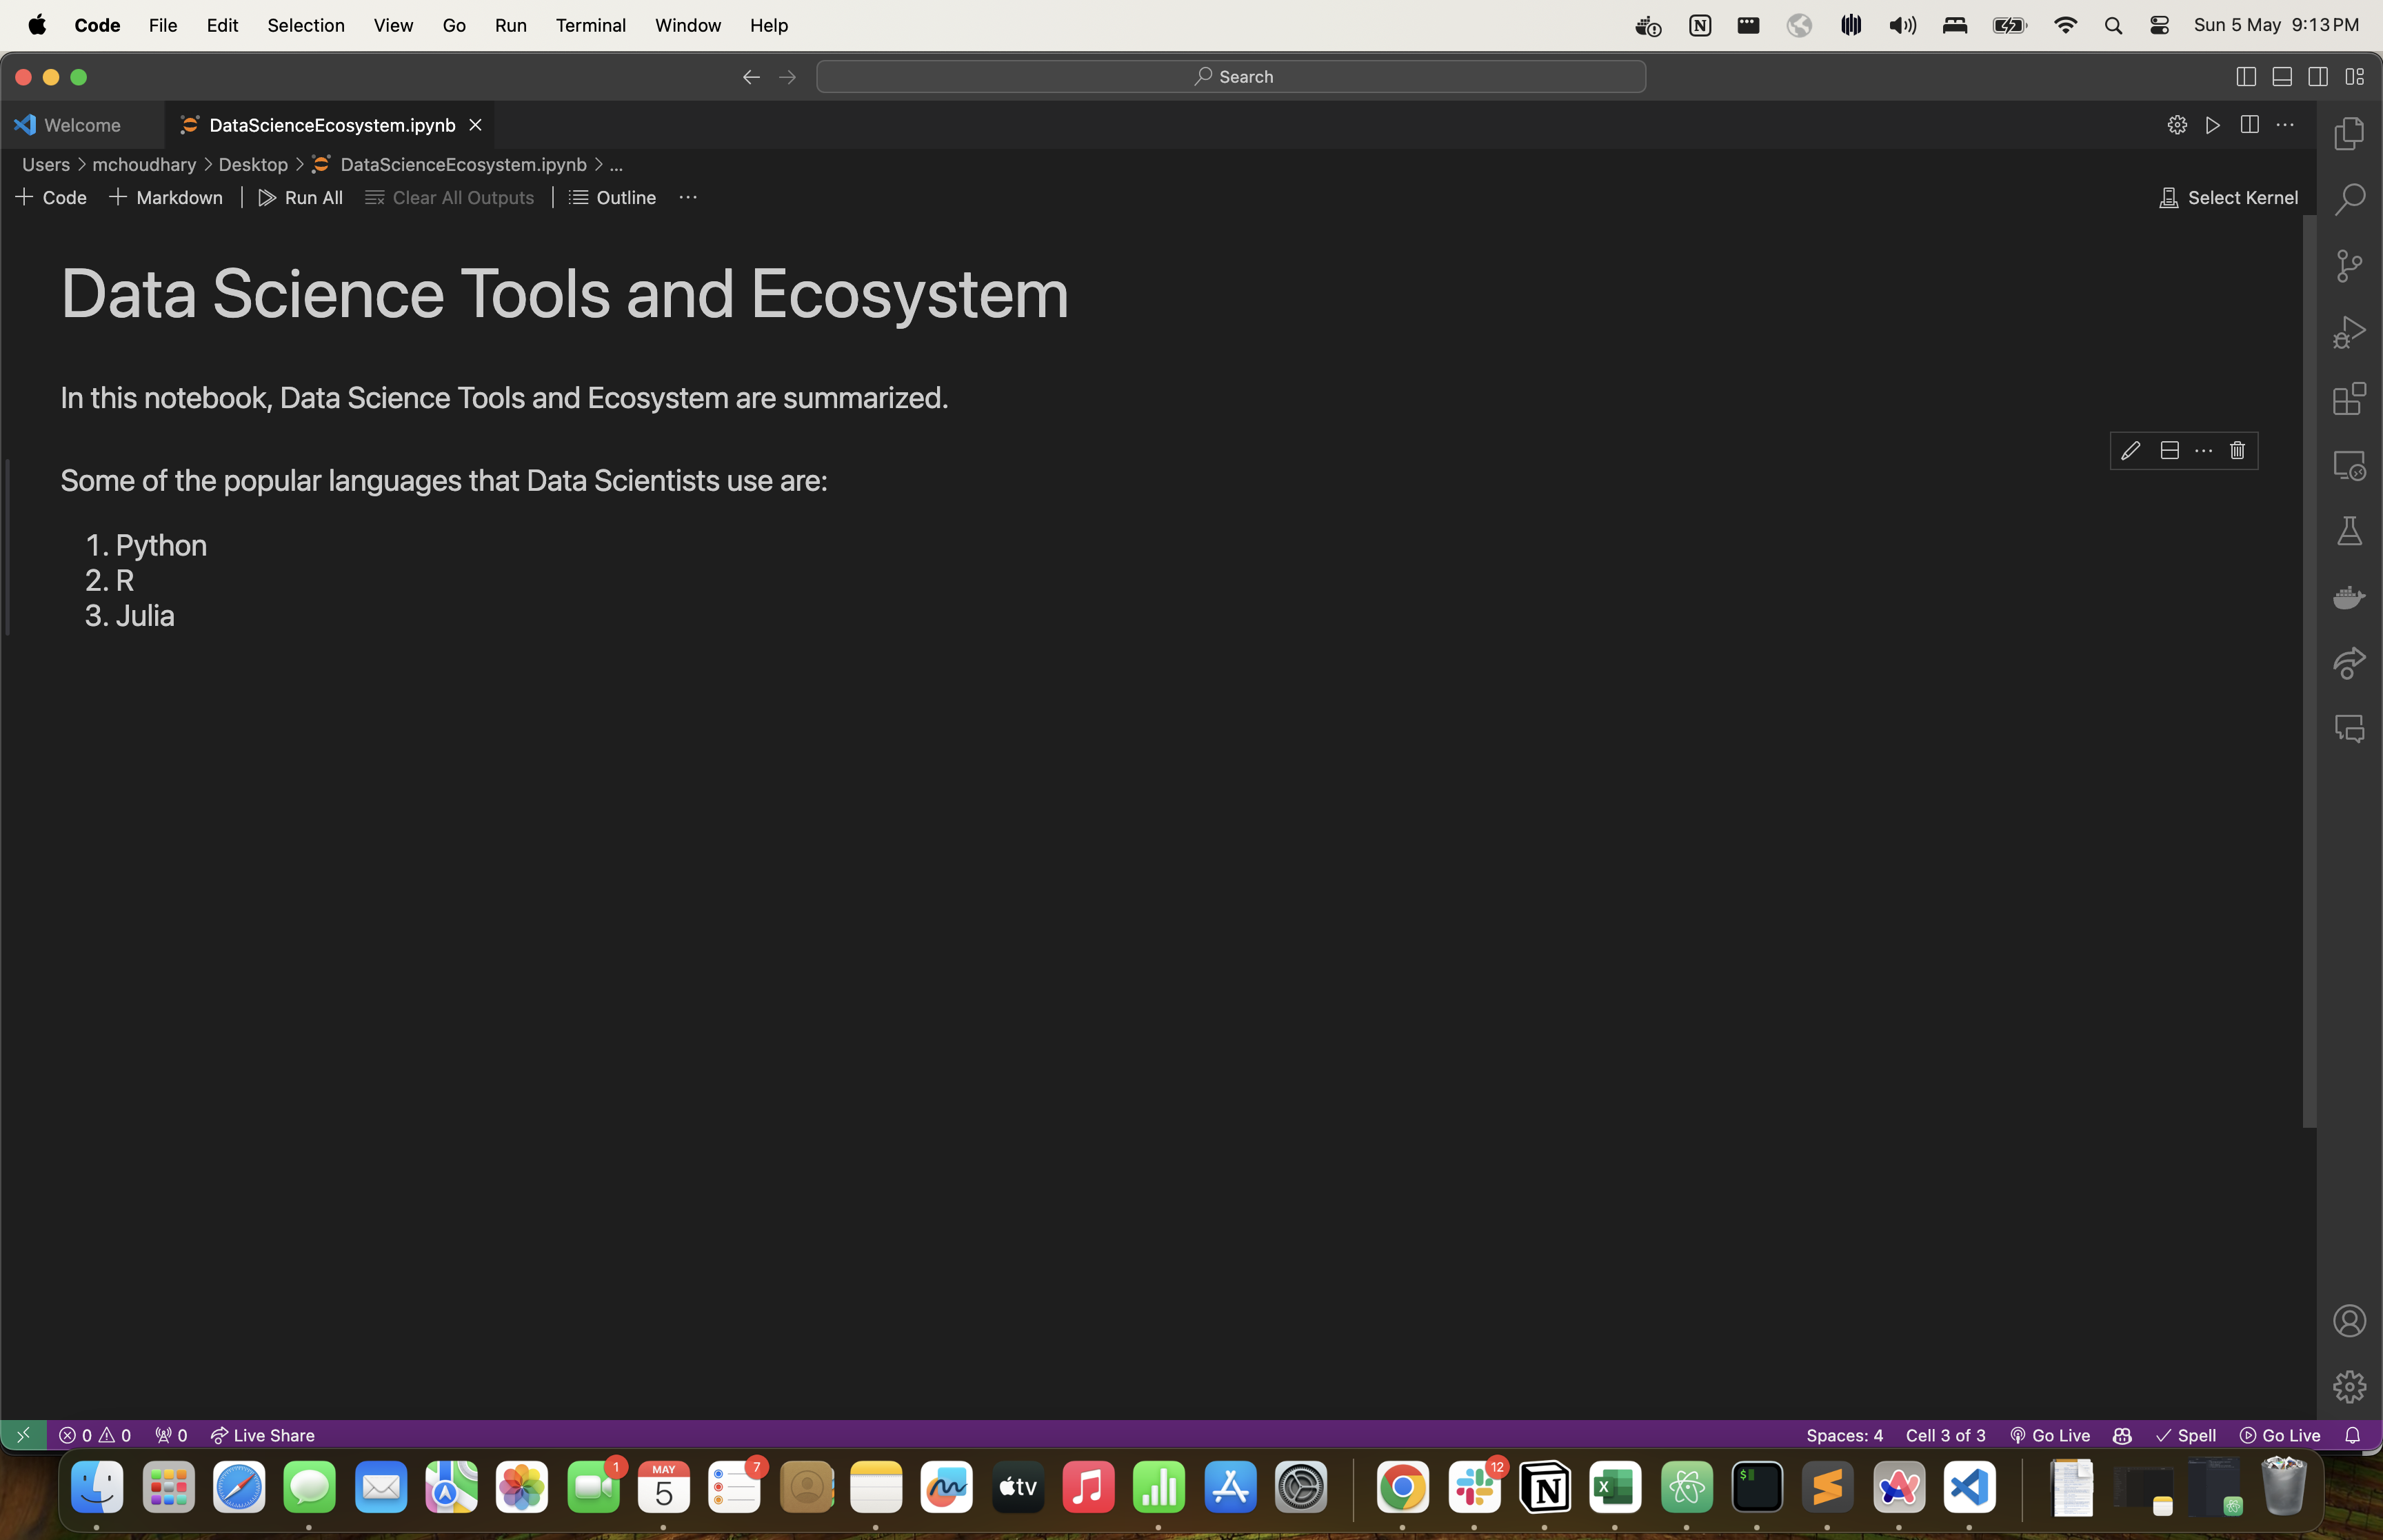 Code File Edit Selection View Go Run Terminal Window Help Sun 5 May 9:13 PM
Search
Welcome DataScienceEcosystem.ipynb
Users > mchoudhary > Desktop > DataScienceEcosystem.ipynb > ...
+ Code + Markdown | Run All Clear All Outputs | Outline ... Select Kernel
Data Science Tools and Ecosystem
In this notebook, Data Science Tools and Ecosystem are summarized.
Some of the popular languages that Data Scientists use are:
1. Python
2. R
3. Julia
0 0 0 Live Share Spaces: 4 Cell 3 of 3 Go Live Spell Go Live
1 MAY 5 7 tv 12 N X $